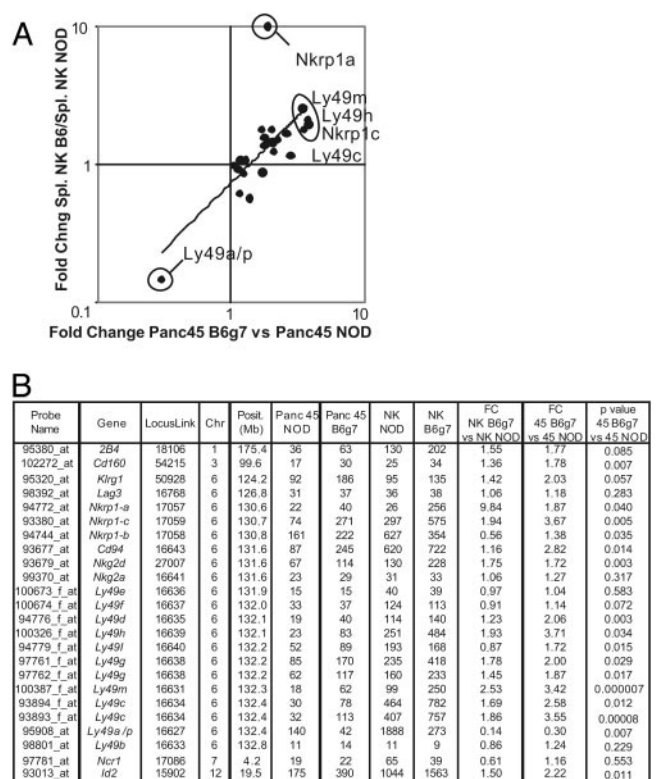 A
10
Nkrp1a
Ly49m
Ly49h
Nkrp1c
Ly49c
1
Ly49a/p
0.1
1
10
Fold Chng Spl. NK B6/Spl. NK NOD
Fold Change Panc45 B6g7 vs Panc45 NOD
B
Probe Name Gene LocusLink Chr Posit. (Mb) Panc 45 NOD Panc 45 B6g7 NK NOD NK B6g7 FC NK B6g7 vs NK NOD FC 45 B6g7 vs 45 NOD p value 45 B6g7 vs 45 NOD
95380_at 2B4 18106 1 175.4 36 63 130 202 1.55 1.77 0.085
102272_at Cd160 54215 3 99.6 17 30 25 34 1.36 1.78 0.007
95320_at Klrg1 50928 6 124.2 92 186 95 135 1.42 2.03 0.057
98392_at Lag3 16768 6 126.8 31 37 36 38 1.06 1.18 0.283
94772_at Nkrp1-a 17057 6 130.6 22 40 26 256 9.84 1.87 0.040
93380_at Nkrp1-c 17059 6 130.7 74 271 297 575 1.94 3.67 0.005
94744_at Nkrp1-b 17058 6 130.8 161 222 627 354 0.56 1.38 0.035
93677_at Cd94 16643 6 131.6 87 245 620 722 1.16 2.82 0.014
93679_at Nkg2d 27007 6 131.6 67 114 130 228 1.75 1.72 0.003
99370_at Nkg2a 16641 6 131.6 23 29 31 33 1.06 1.27 0.317
100673_f_at Ly49e 16636 6 131.9 15 15 40 39 0.97 1.04 0.583
100674_f_at Ly49f 16637 6 132.0 33 37 124 113 0.91 1.14 0.072
94776_f_at Ly49d 16635 6 132.1 19 40 114 140 1.23 2.06 0.003
100326_f_at Ly49h 16639 6 132.1 23 83 251 484 1.93 3.71 0.034
94779_f_at Ly49l 16640 6 132.2 52 89 193 168 0.87 1.72 0.015
97761_f_at Ly49g 16638 6 132.2 85 170 235 418 1.78 2.00 0.029
97762_f_at Ly49g 16638 6 132.2 62 117 160 233 1.45 1.87 0.017
100387_f_at Ly49m 16631 6 132.3 18 62 99 250 2.53 3.42 0.000007
93894_f_at Ly49c 16634 6 132.4 30 78 464 782 1.69 2.58 0.012
93893_f_at Ly49c 16634 6 132.4 32 113 407 757 1.86 3.55 0.00008
95908_at Ly49a/p 16627 6 132.4 140 42 1888 273 0.14 0.30 0.007
98801_at Ly49b 16633 6 132.8 11 14 11 9 0.86 1.24 0.229
97781_at Ncr1 17086 7 4.2 19 22 65 39 0.61 1.16 0.553
93013_at Id2 15902 12 19.5 175 390 1044 1563 1.50 2.22 0.011